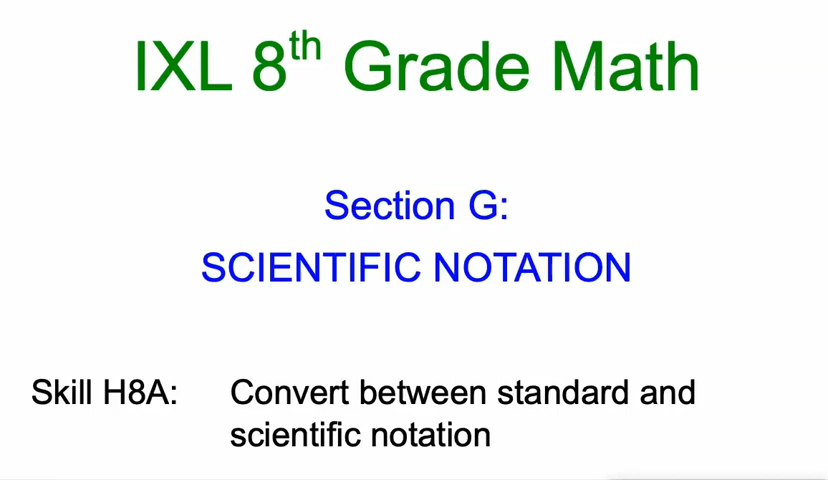 IXL 8th Grade Math
Section G:
SCIENTIFIC NOTATION
Skill H8A: Convert between standard and
scientific notation